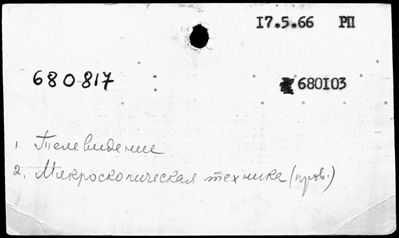 17.5.66 РП
680817
680103
1. Телевидение
2. Микроскопическая техника (пров.)